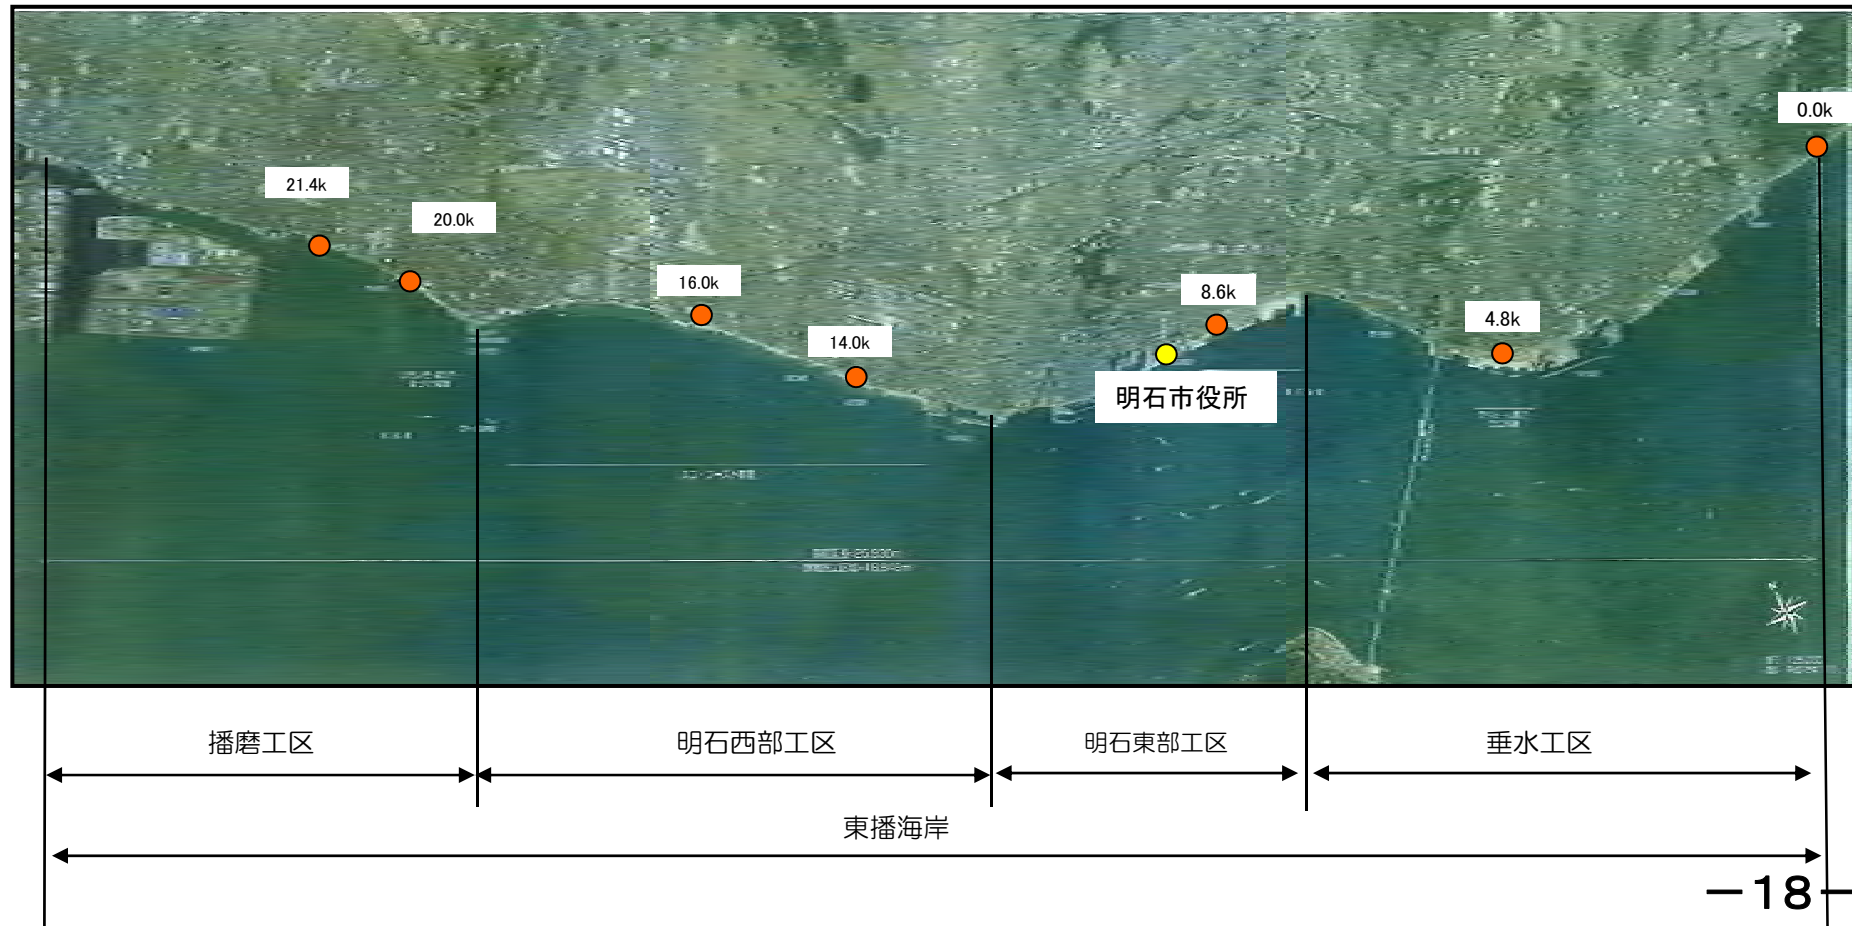 0.0k
21.4k
20.0k
16.0k
8.6k
4.8k
14.0k
明石市役所
播磨工区
明石西部工区
明石東部工区
垂水工区
東播海岸
－18－